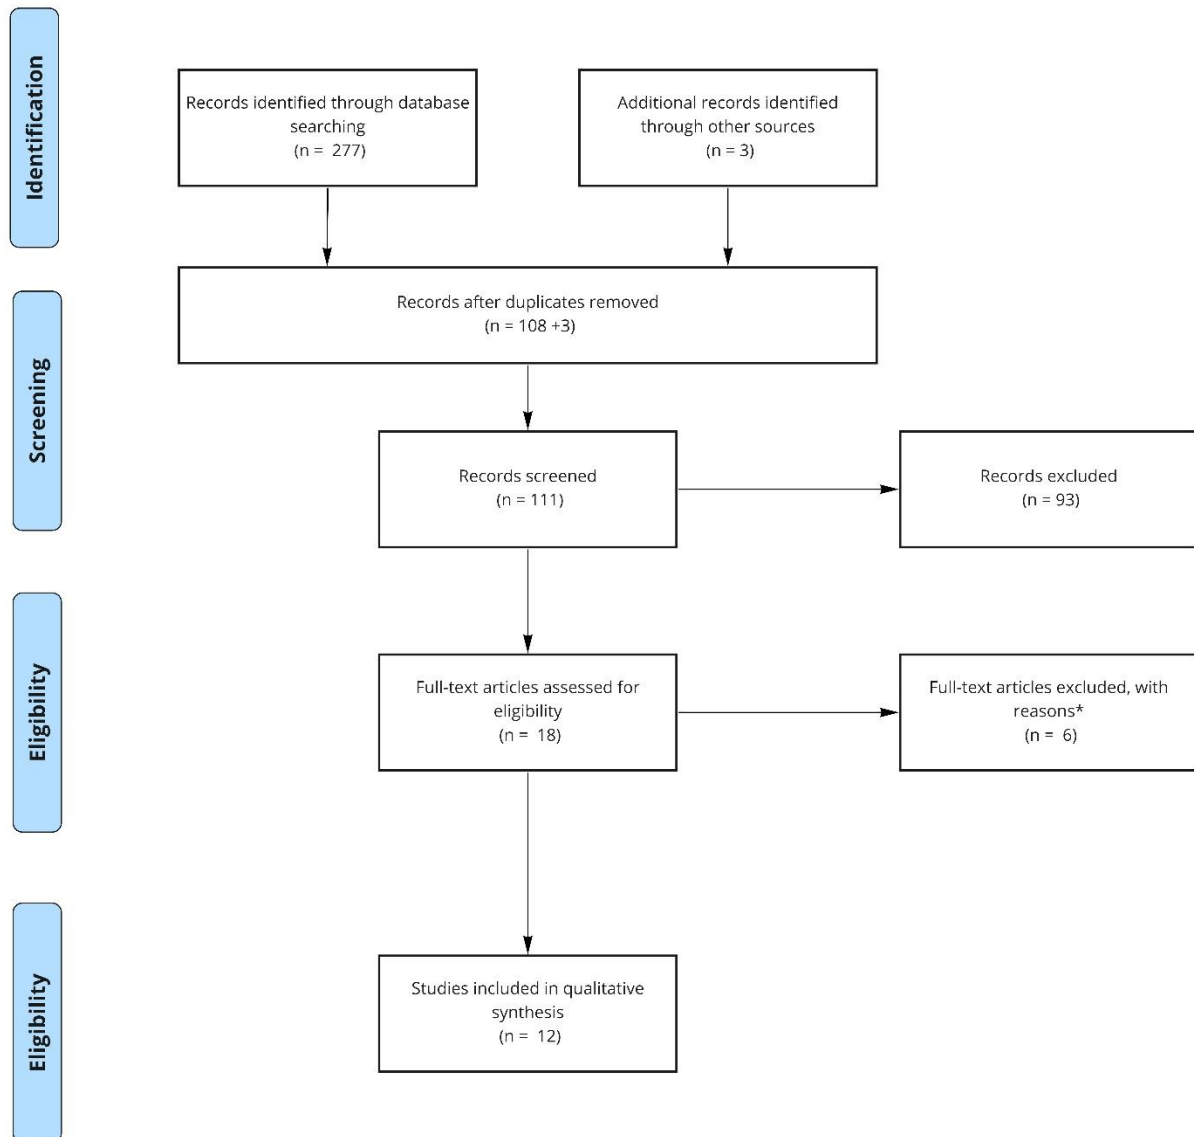 Identification
Records identified through database
searching
(n = 277)
Additional records identified
through other sources
(n = 3)
Records after duplicates removed
(n = 108 +3)
Screening
Records screened
(n = 111)
Records excluded
(n = 93)
Eligibility
Full-text articles assessed for
eligibility
(n = 18)
Full-text articles excluded, with
reasons*
(n = 6)
Eligibility
Studies included in qualitative
synthesis
(n = 12)